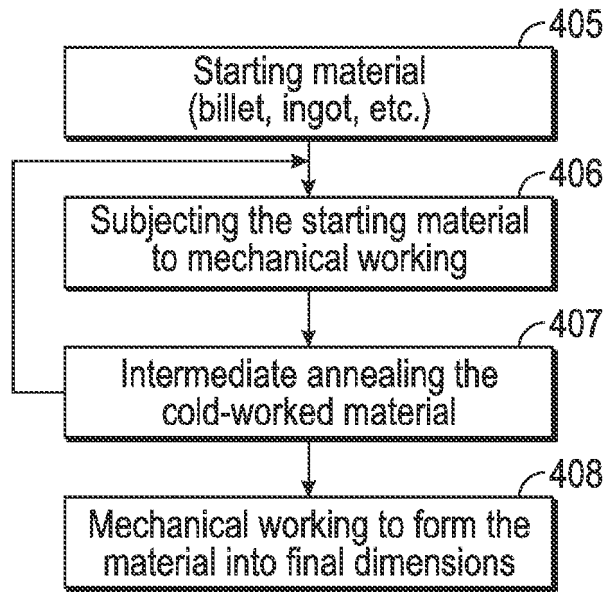 405
Starting material
(billet, ingot, etc.)
406
Subjecting the starting material
to mechanical working
407
Intermediate annealing the
cold-worked material
408
Mechanical working to form the
material into final dimensions